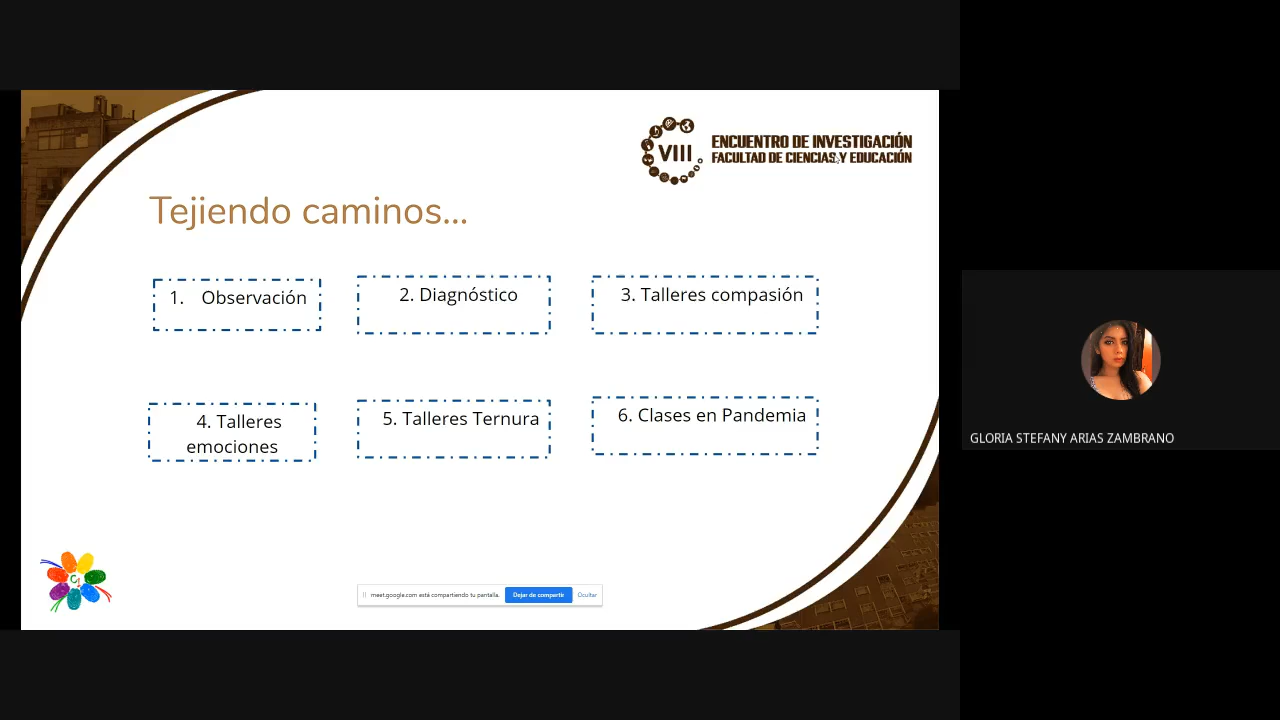 VIII
ENCUENTRO DE INVESTIGACIÓN
FACULTAD DE CIENCIAS Y EDUCACIÓN
Tejiendo caminos...
1. Observación
2. Diagnóstico
3. Talleres compasión
4. Talleres
emociones
5. Talleres Ternura
6. Clases en Pandemia
meet.google.com está compartiendo tu pantalla.
Dejar de compartir
Ocultar
GLORIA STEFANY ARIAS ZAMBRANO